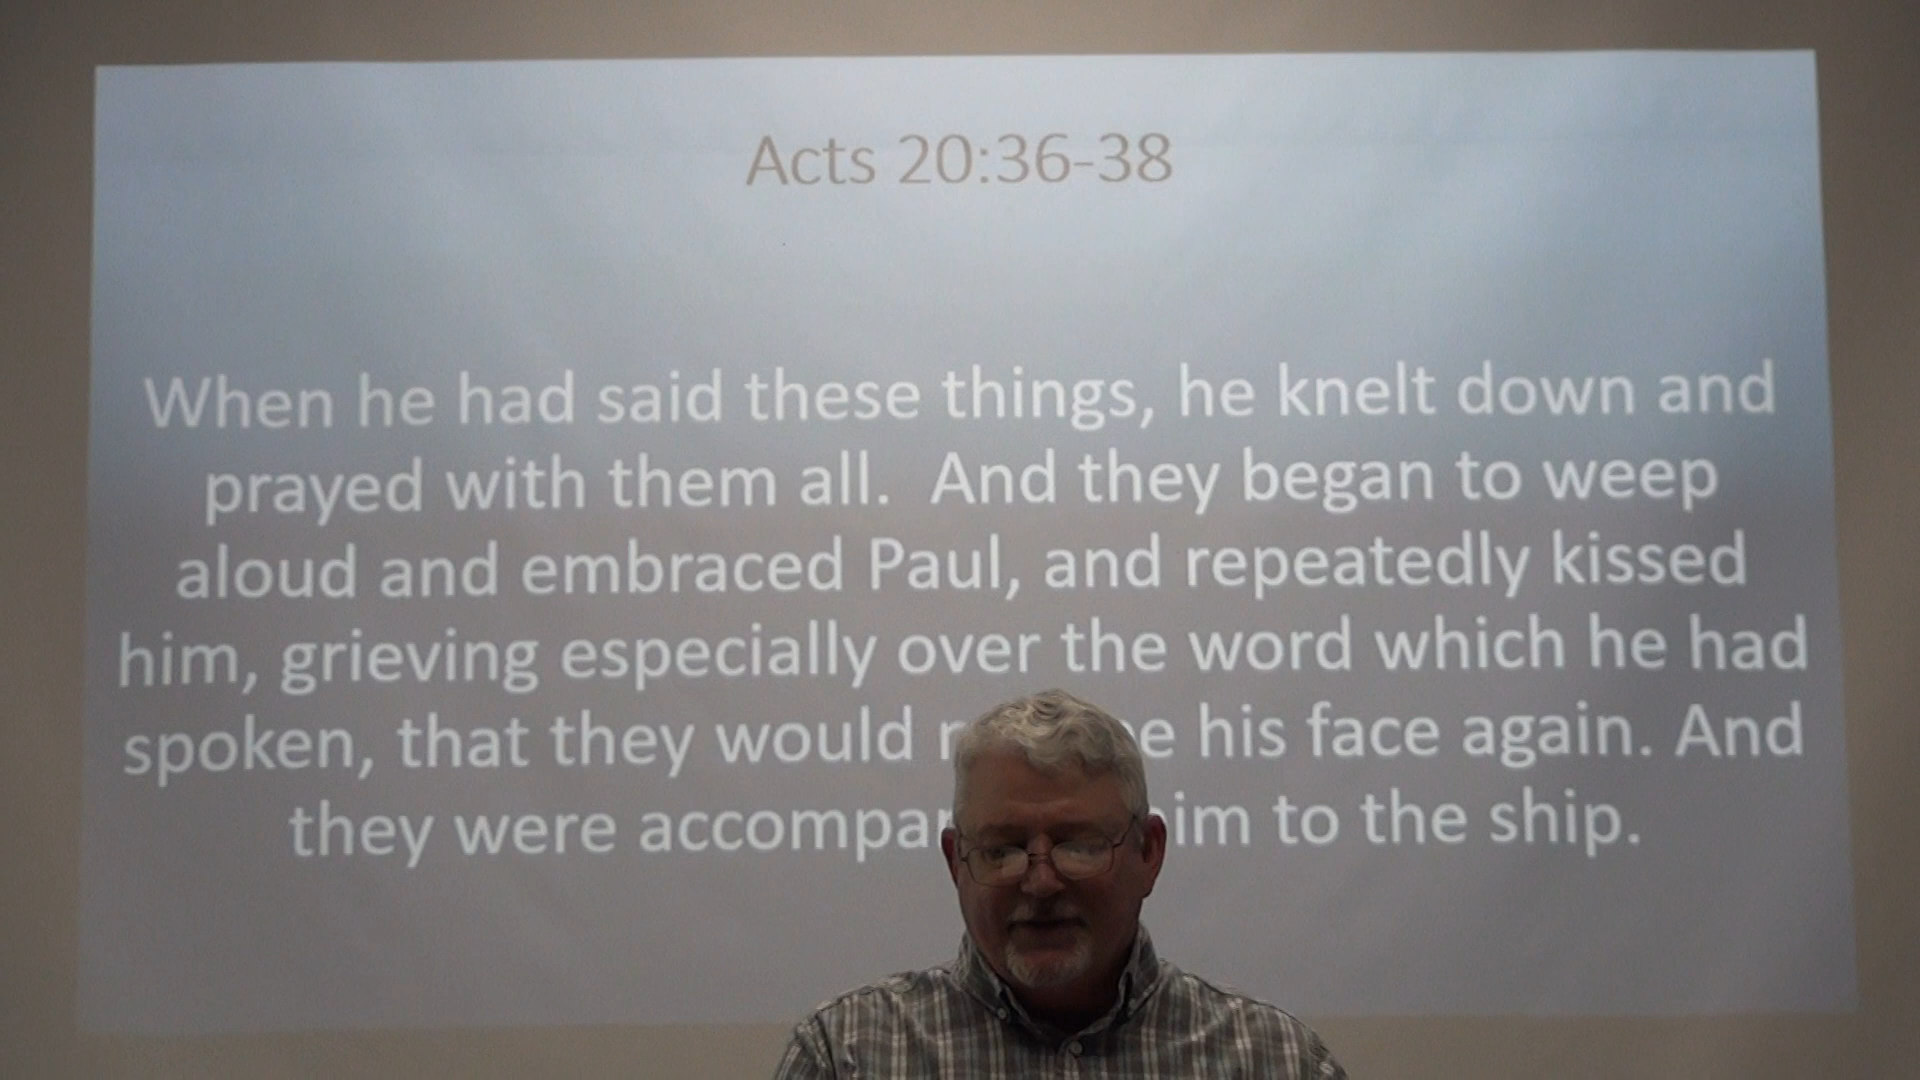 Acts 20:36-38
When he had said these things, he knelt down and
prayed with them all. And they began to weep
aloud and embraced Paul, and repeatedly kissed
him, grieving especially over the word which he had
spoken, that they would his face again. And
they were to the ship.